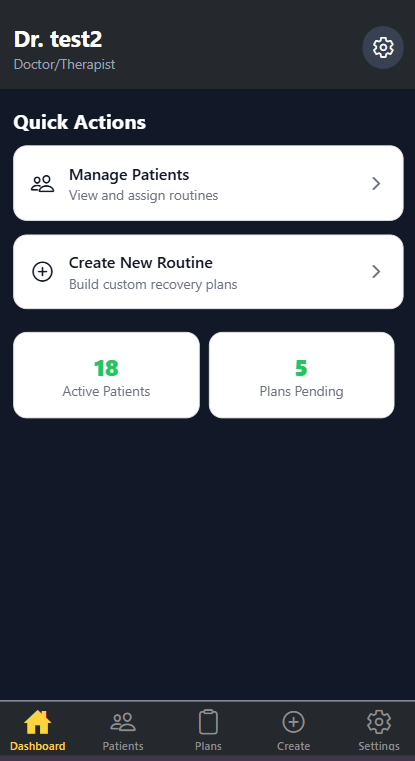 Dr. test2
Doctor/Therapist
Quick Actions
Manage Patients
View and assign routines
Create New Routine
Build custom recovery plans
18
Active Patients
5
Plans Pending
Dashboard
Patients
Plans
Create
Settings